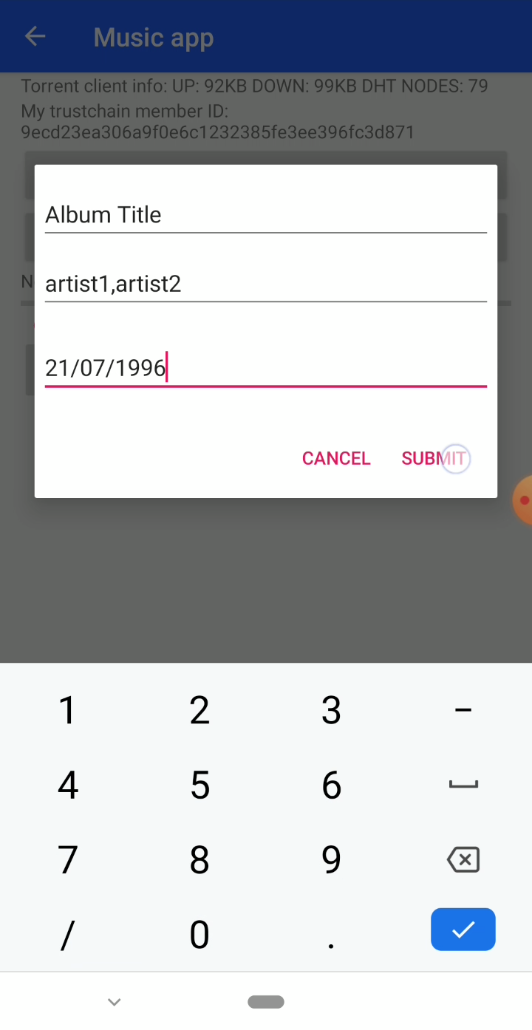 Music app
Torrent client info: UP: 92KB DOWN: 99KB DHT NODES: 79
My trustchain member ID:
9ecd23ea306a9f0e6c1232385fe3ee396fc3d871
N
Album Title
artist1,artist2
21/07/1996
CANCEL SUBMIT
1 2 3 -
4 5 6
7 8 9
/ 0 .